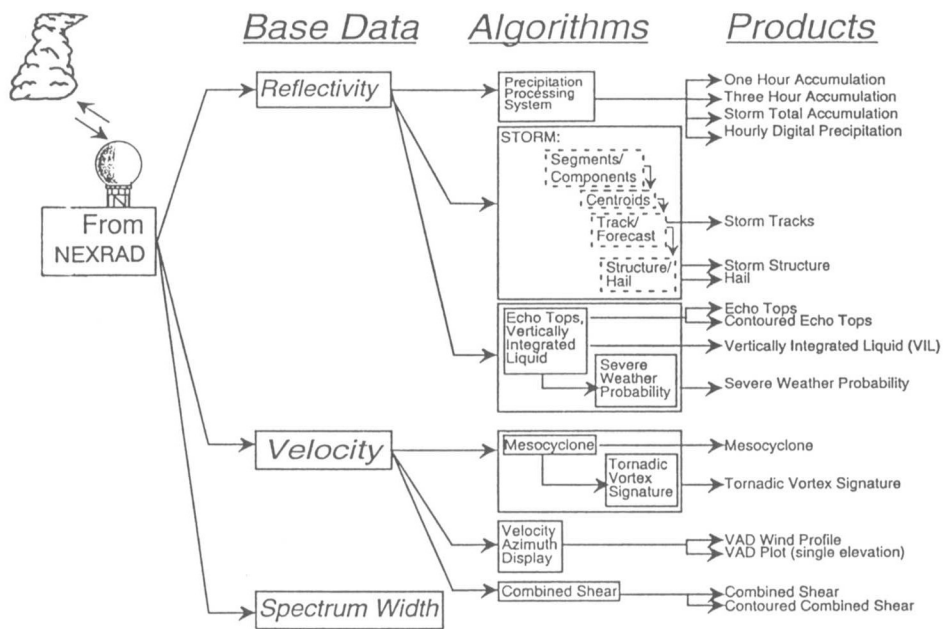 Base Data
Algorithms
Products
From
NEXRAD
Reflectivity
Velocity
Spectrum Width
Precipitation
Processing
System
STORM:
Segments/
Components
Centroids
Track/
Forecast
Structure/
Hail
Echo Tops,
Vertically
Integrated
Liquid
Severe
Weather
Probability
Mesocyclone
Tornadic
Vortex
Signature
Velocity
Azimuth
Display
Combined Shear
One Hour Accumulation
Three Hour Accumulation
Storm Total Accumulation
Hourly Digital Precipitation
Storm Tracks
Storm Structure
Hail
Echo Tops
Contoured Echo Tops
Vertically Integrated Liquid (VIL)
Severe Weather Probability
Mesocyclone
Tornadic Vortex Signature
VAD Wind Profile
VAD Plot (single elevation)
Combined Shear
Contoured Combined Shear